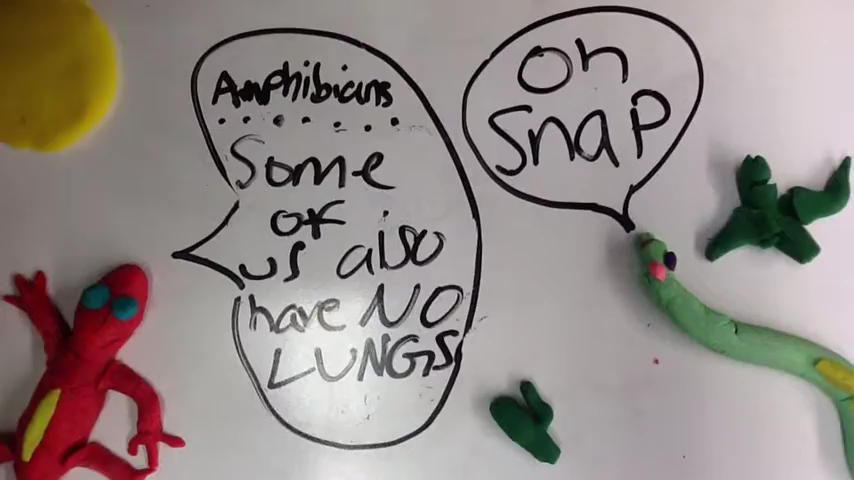 Amphibians
Some
of
us also
have NO
LUNGS
Oh
SnaP